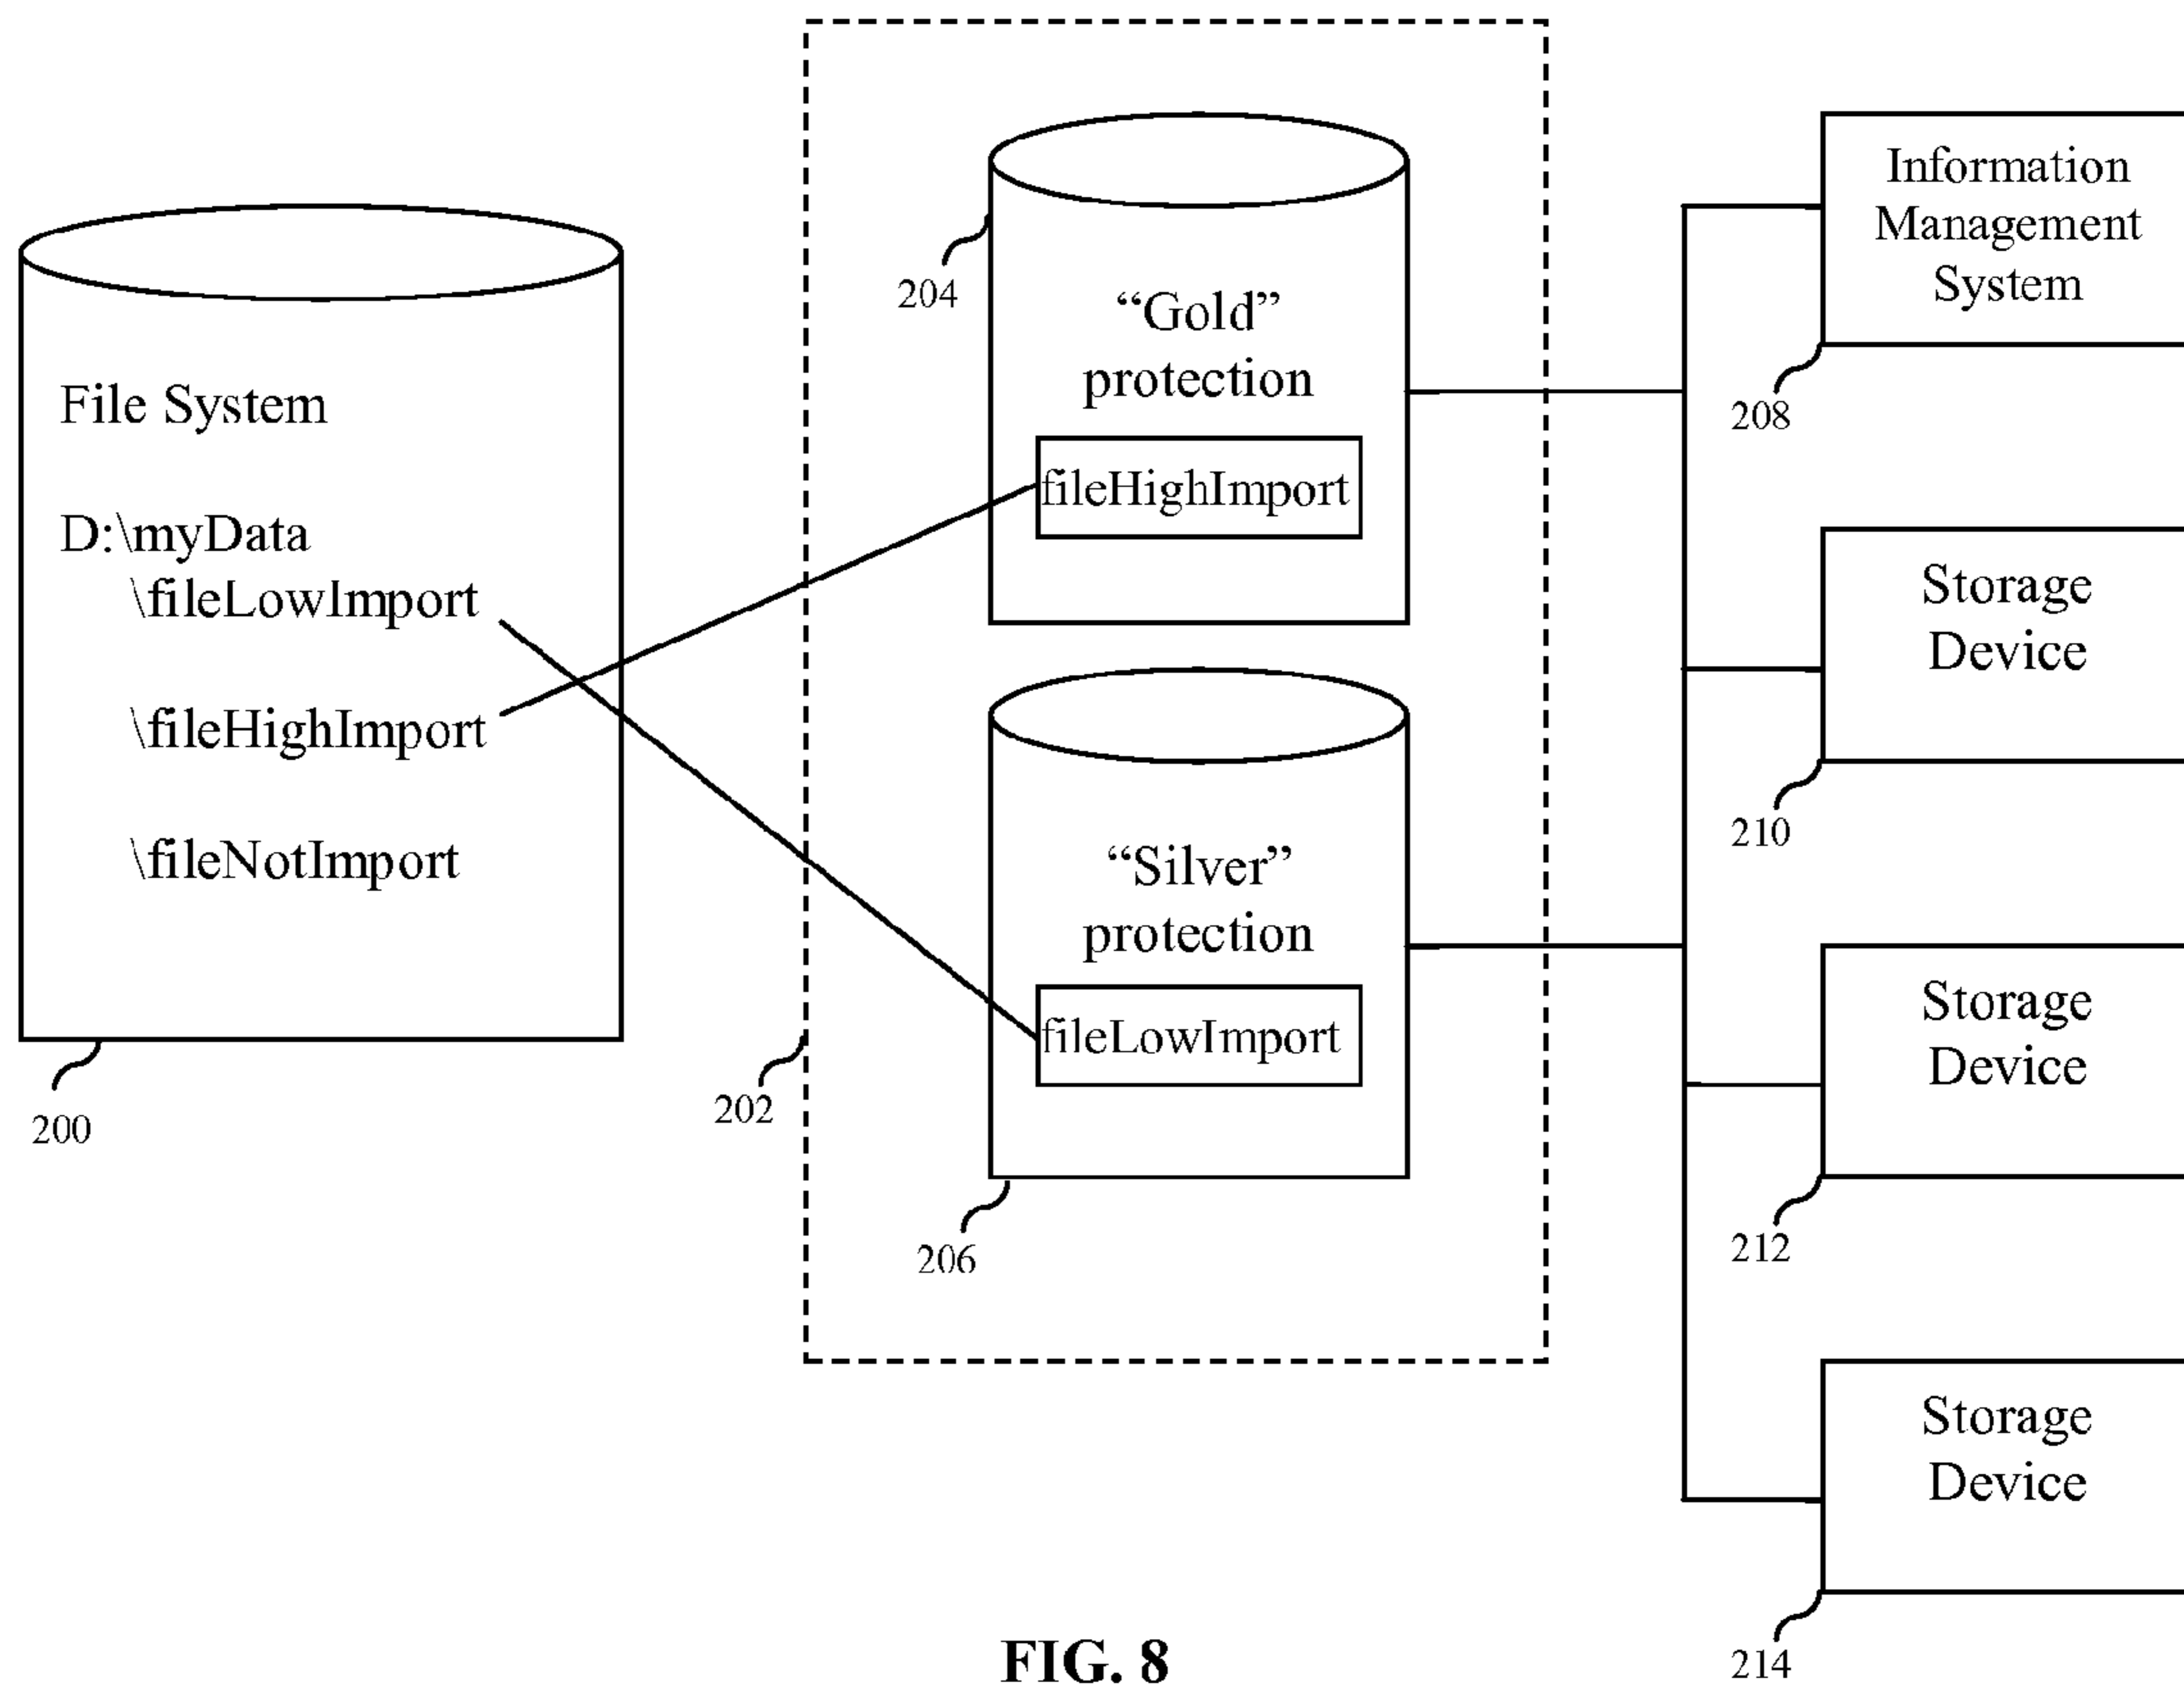 File System
D:\myData
\fileLowImport
\fileHighImport
\fileNotImport
200
202
204
“Gold”
protection
fileHighImport
“Silver”
protection
fileLowImport
206
Information
Management
System
208
Storage
Device
210
Storage
Device
212
Storage
Device
214
FIG. 8